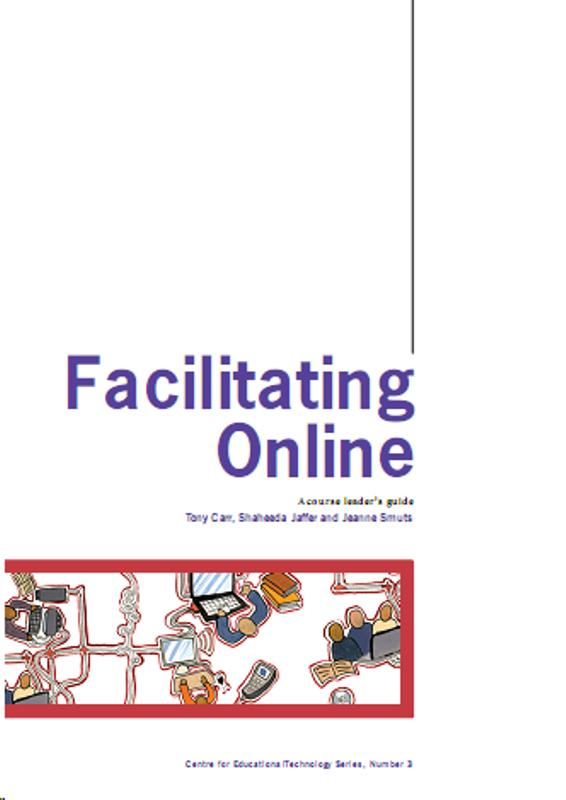 Facilitating
Online
A course leader's guide
Tony Carr, Shaheeda Jaffer and Jeanne Smuts
Centre for Educational Technology Series, Number 3